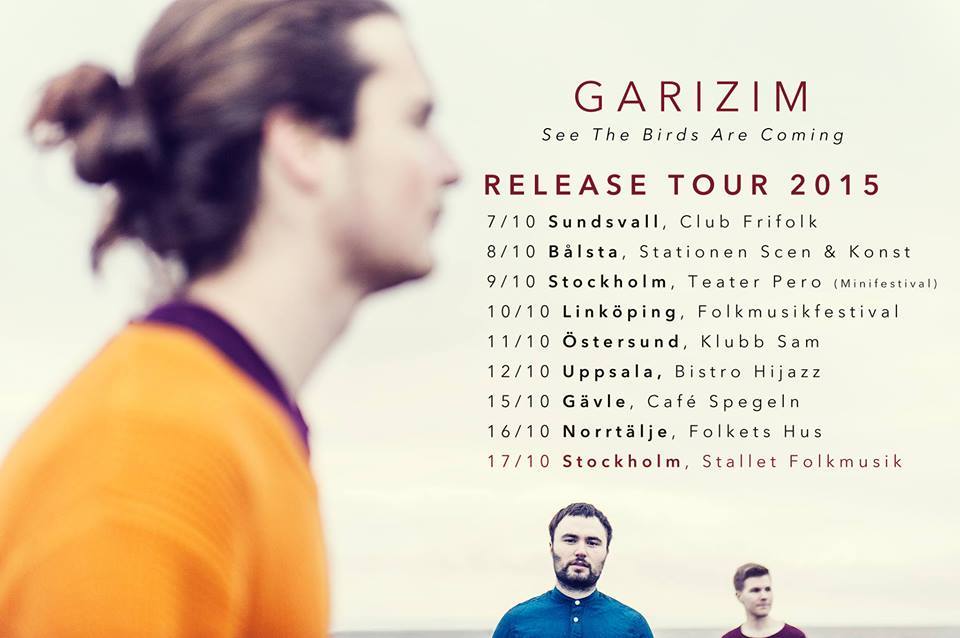 GARIZIM
See The Birds Are Coming
RELEASE TOUR 2015
7/10 Sundsvall, Club Frifolk
8/10 Bålsta, Stationen Scen & Konst
9/10 Stockholm, Teater Pero (Minifestival)
10/10 Linköping, Folkmusikfestival
11/10 Östersund, Klubb Sam
12/10 Uppsala, Bistro Hijazz
15/10 Gävle, Café Spegeln
16/10 Norrtälje, Folkets Hus
17/10 Stockholm, Stallet Folkmusik